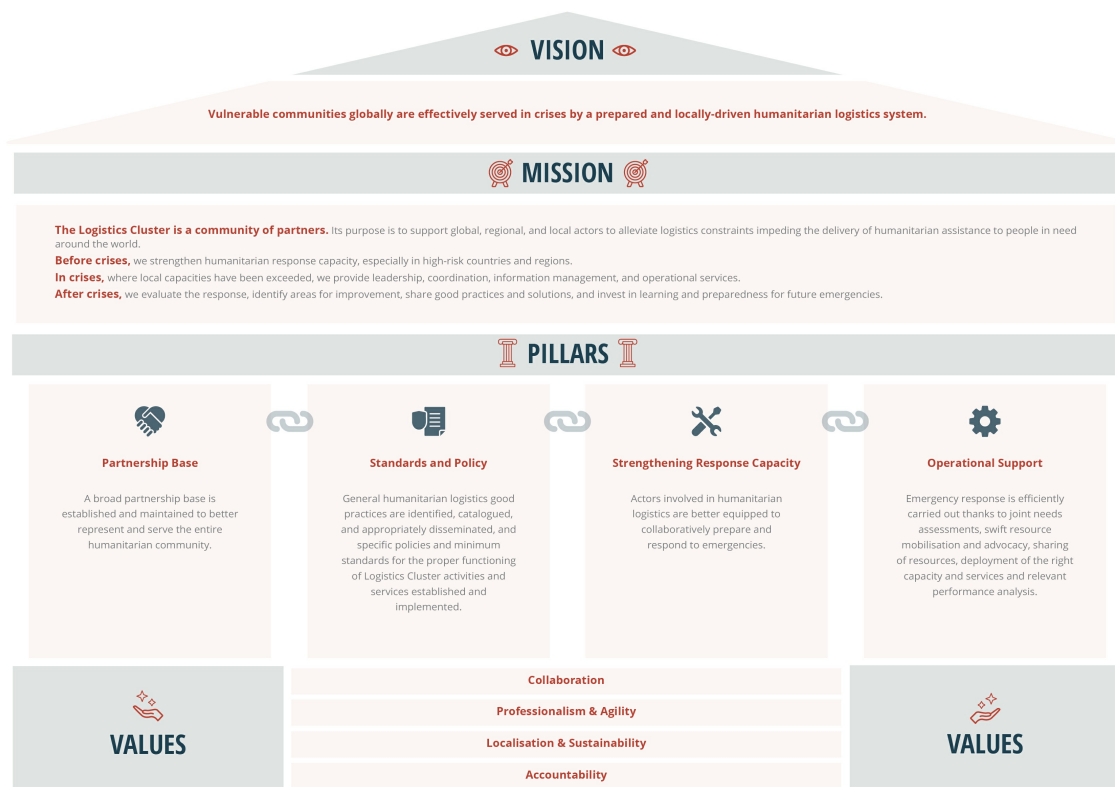 VISION
Vulnerable communities globally are effectively served in crises by a prepared and locally-driven humanitarian logistics system.
MISSION
The Logistics Cluster is a community of partners. Its purpose is to support global, regional, and local actors to alleviate logistics constraints impeding the delivery of humanitarian assistance to people in need
around the world.
Before crises, we strengthen humanitarian response capacity, especially in high-risk countries and regions.
In crises, where local capacities have been exceeded, we provide leadership, coordination, information management, and operational services.
After crises, we evaluate the response, identify areas for improvement, share good practices and solutions, and invest in learning and preparedness for future emergencies.
PILLARS
Partnership Base
A broad partnership base is
established and maintained to better
represent and serve the entire
humanitarian community.
Standards and Policy
General humanitarian logistics good
practices are identified, catalogued,
and appropriately disseminated, and
specific policies and minimum
standards for the proper functioning
of Logistics Cluster activities and
services established and
implemented.
Strengthening Response Capacity
Actors involved in humanitarian
logistics are better equipped to
collaboratively prepare and
respond to emergencies.
Operational Support
Emergency response is efficiently
carried out thanks to joint needs
assessments, swift resource
mobilisation and advocacy, sharing
of resources, deployment of the right
capacity and services and relevant
performance analysis.
VALUES
Collaboration
Professionalism & Agility
Localisation & Sustainability
Accountability
VALUES